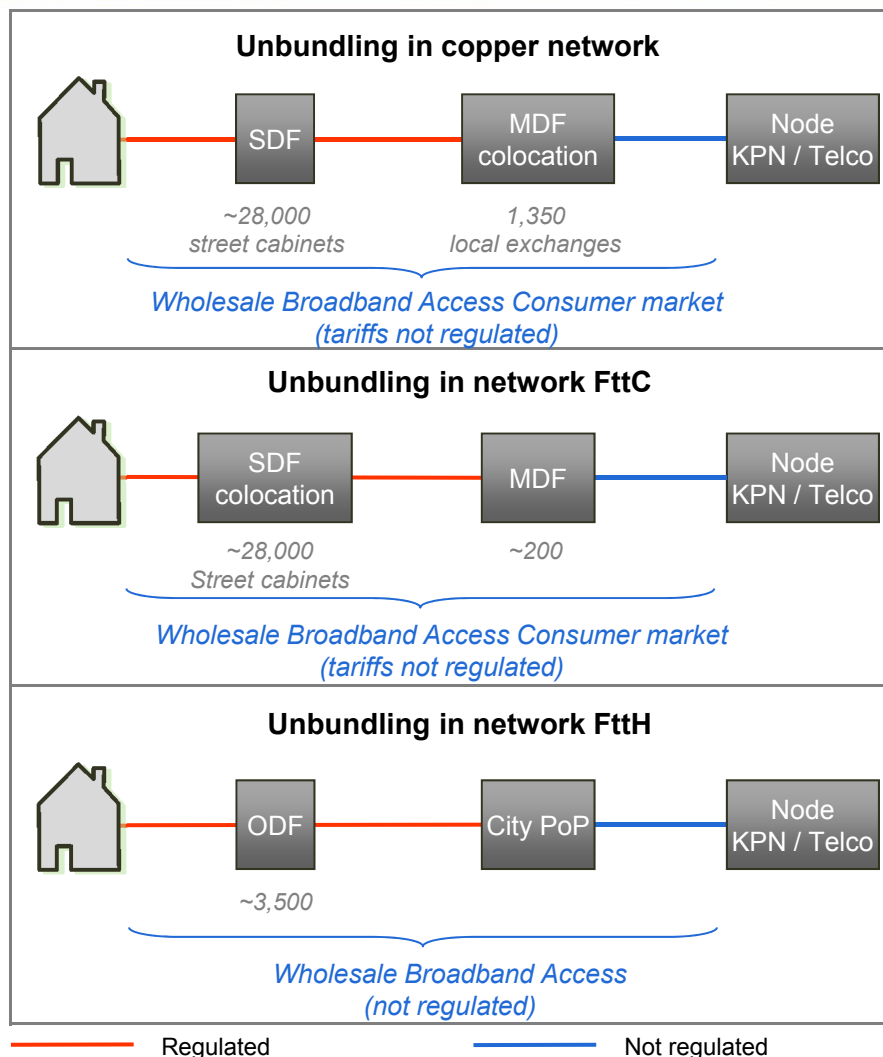 Unbundling in copper network
SDF
MDF
colocation
Node
KPN / Telco
~28,000
street cabinets
1,350
local exchanges
Wholesale Broadband Access Consumer market
(tariffs not regulated)
Unbundling in network FttC
SDF
colocation
MDF
Node
KPN / Telco
~28,000
Street cabinets
~200
Wholesale Broadband Access Consumer market
(tariffs not regulated)
Unbundling in network FttH
ODF
City PoP
Node
KPN / Telco
~3,500
Wholesale Broadband Access
(not regulated)
Regulated
Not regulated